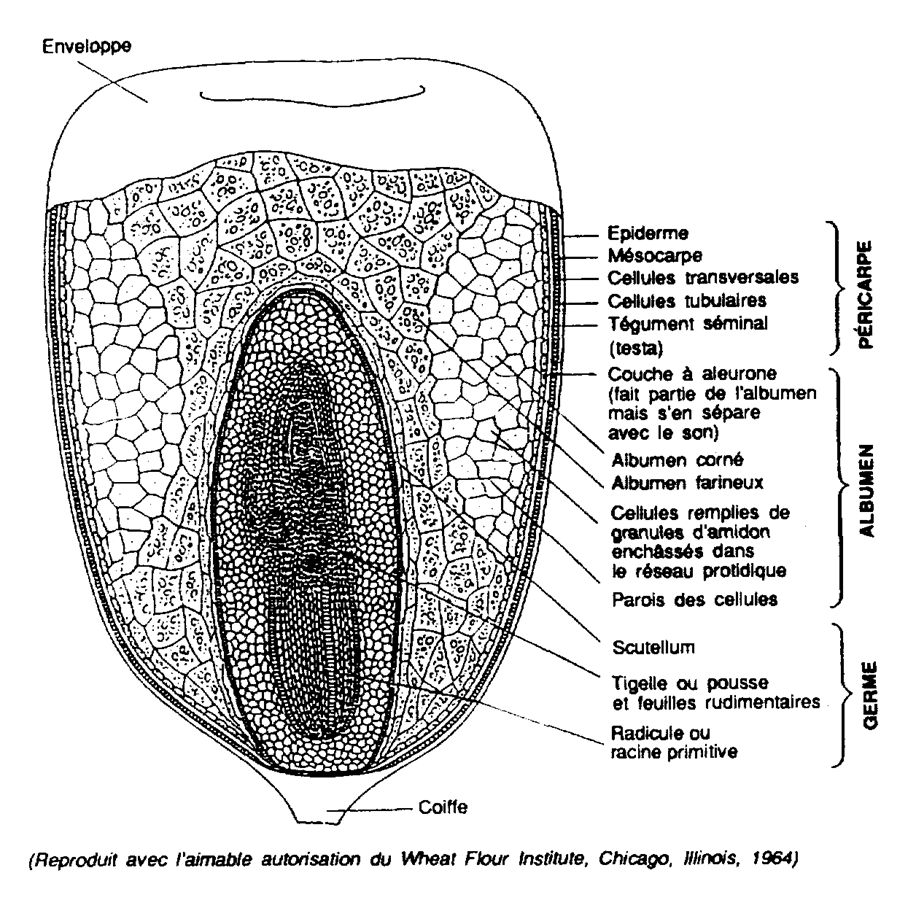 Enveloppe
Epiderme
Mésocarpe
Cellules transversales
Cellules tubulaires
Tégument séminal
(testa)
PÉRICARPE
Couche à aleurone
(fait partie de l'albumen
mais s'en sépare
avec le son)
Albumen corné
Albumen farineux
Cellules remplies de
granules d'amidon
enchâssés dans
le réseau protidique
Parois des cellules
ALBUMEN
Scutellum
Tigelle ou pousse
et feuilles rudimentaires
Radicule ou
racine primitive
GERME
Coiffe
(Reproduit avec l'aimable autorisation du Wheat Flour Institute, Chicago, Illinois, 1964)